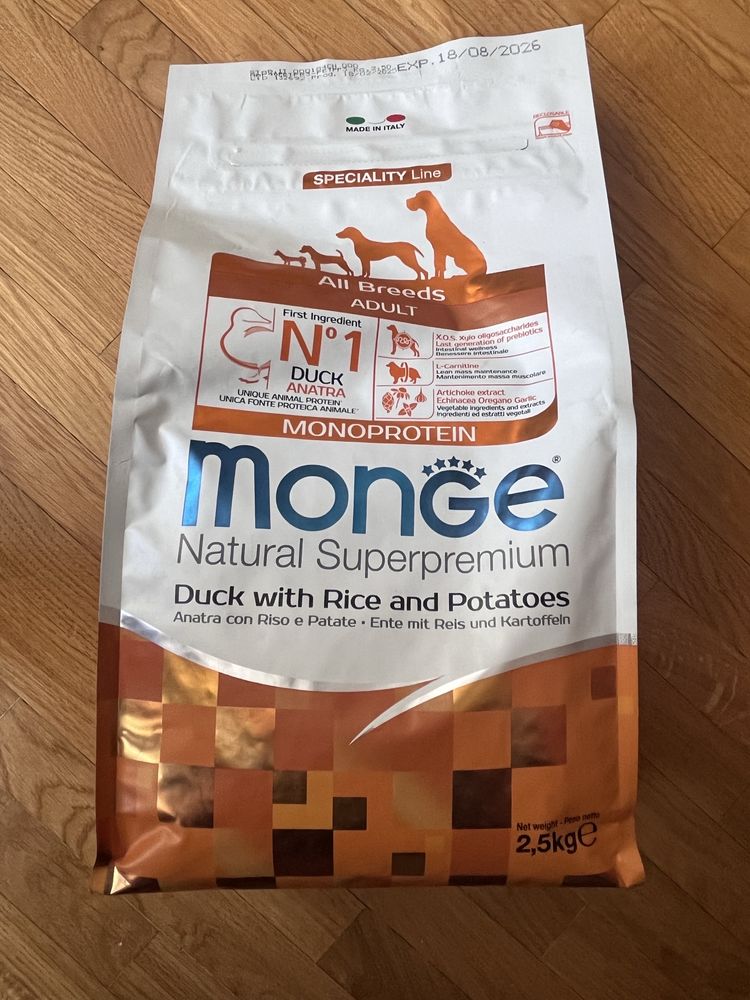 EXP. 18/08/2026
MADE IN ITALY
RECLOSABLE
SPECIALITY Line
All Breeds
ADULT
First Ingredient
N° 1
DUCK
ANATRA
UNIQUE ANIMAL PROTEIN
UNICA FONTE PROTEICA ANIMALE
X.O.S. Xylo oligosaccharides
Last generation of prebiotics
Intestinal wellness
Benessere intestinale
L-Carnitine
Lean mass maintenance
Mantenimento massa muscolare
Artichoke extract
Echinacea Oregano Garlic
Vegetable ingredients and extracts
Ingredienti ed estratti vegetali
MONOPROTEIN
monGe®
Natural Superpremium
Duck with Rice and Potatoes
Anatra con Riso e Patate • Ente mit Reis und Kartoffeln
Net weight - Peso netto
2,5kg℮